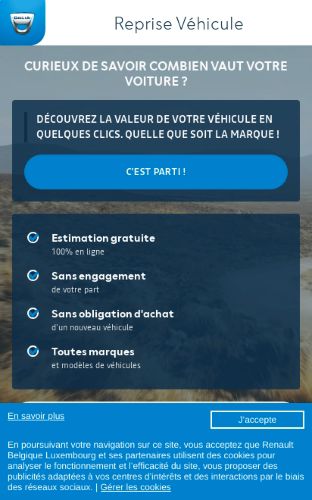 DACIA
Reprise Véhicule
CURIEUX DE SAVOIR COMBIEN VAUT VOTRE
VOITURE ?
DÉCOUVREZ LA VALEUR DE VOTRE VÉHICULE EN
QUELQUES CLICS. QUELLE QUE SOIT LA MARQUE !
C'EST PARTI !
Estimation gratuite
100% en ligne
Sans engagement
de votre part
Sans obligation d'achat
d'un nouveau véhicule
Toutes marques
et modèles de véhicules
En savoir plus
J'accepte
En poursuivant votre navigation sur ce site, vous acceptez que Renault
Belgique Luxembourg et ses partenaires utilisent des cookies pour
analyser le fonctionnement et l'efficacité du site, vous proposer des
publicités adaptées à vos centres d'intérêts et des interactions par le biais
des réseaux sociaux. | Gérer les cookies